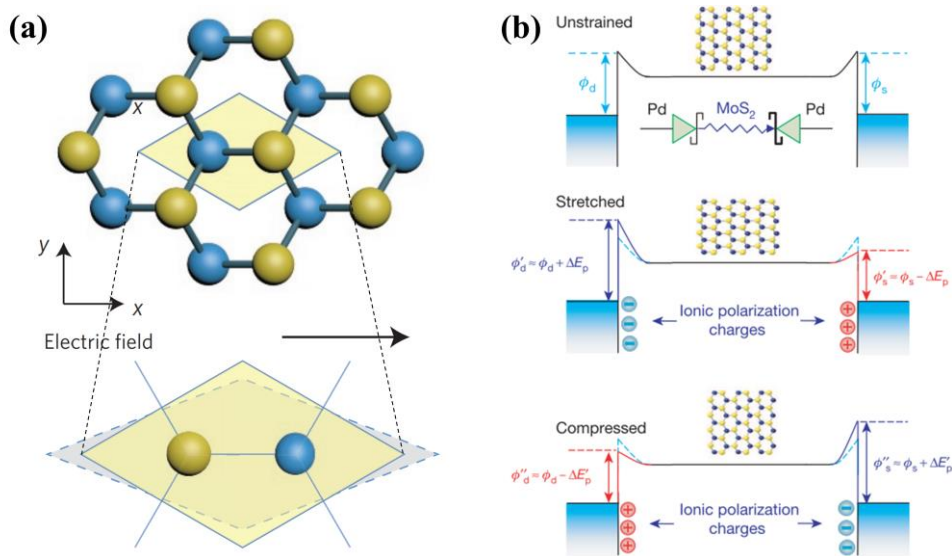 (a)
x
y
x
Electric field
(b)
Unstrained
ϕd
ϕs
Pd
MoS2
Pd
Stretched
ϕ′d ≈ ϕd + ΔEp
ϕ′s = ϕs − ΔEp
Ionic polarization
charges
Compressed
ϕ″d = ϕd − ΔE′p
ϕ″s ≈ ϕs + ΔE′p
Ionic polarization
charges